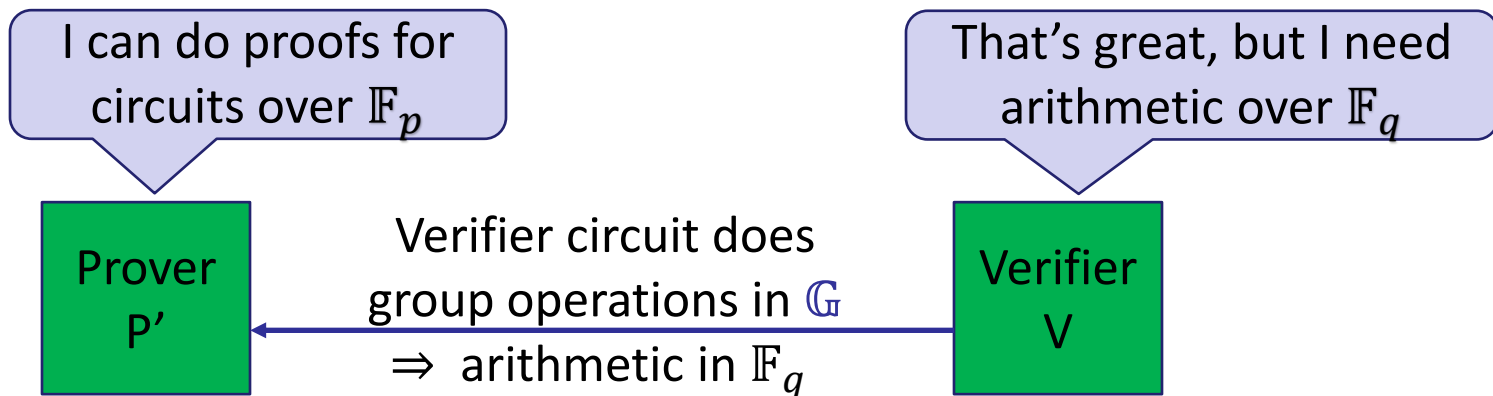 I can do proofs for
circuits over 𝔽ₚ
That’s great, but I need
arithmetic over 𝔽_q
Prover
P’
Verifier circuit does
group operations in 𝔾
⇒ arithmetic in 𝔽_q
Verifier
V